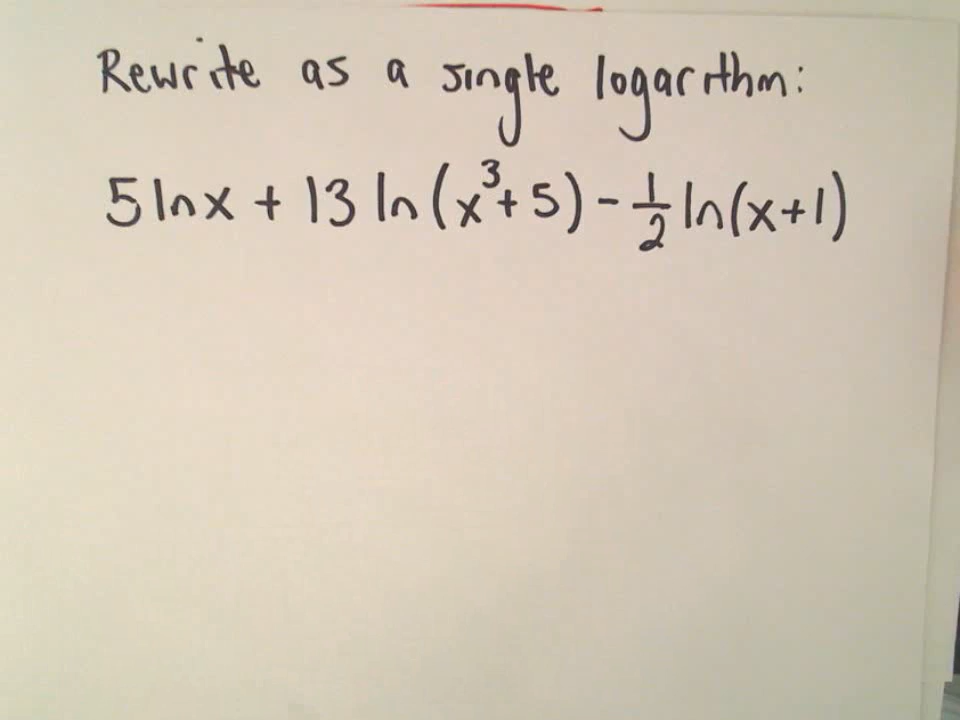 Rewrite as a single logarithm:
5 ln x + 13 ln (x³ + 5) - 1/2 ln(x+1)